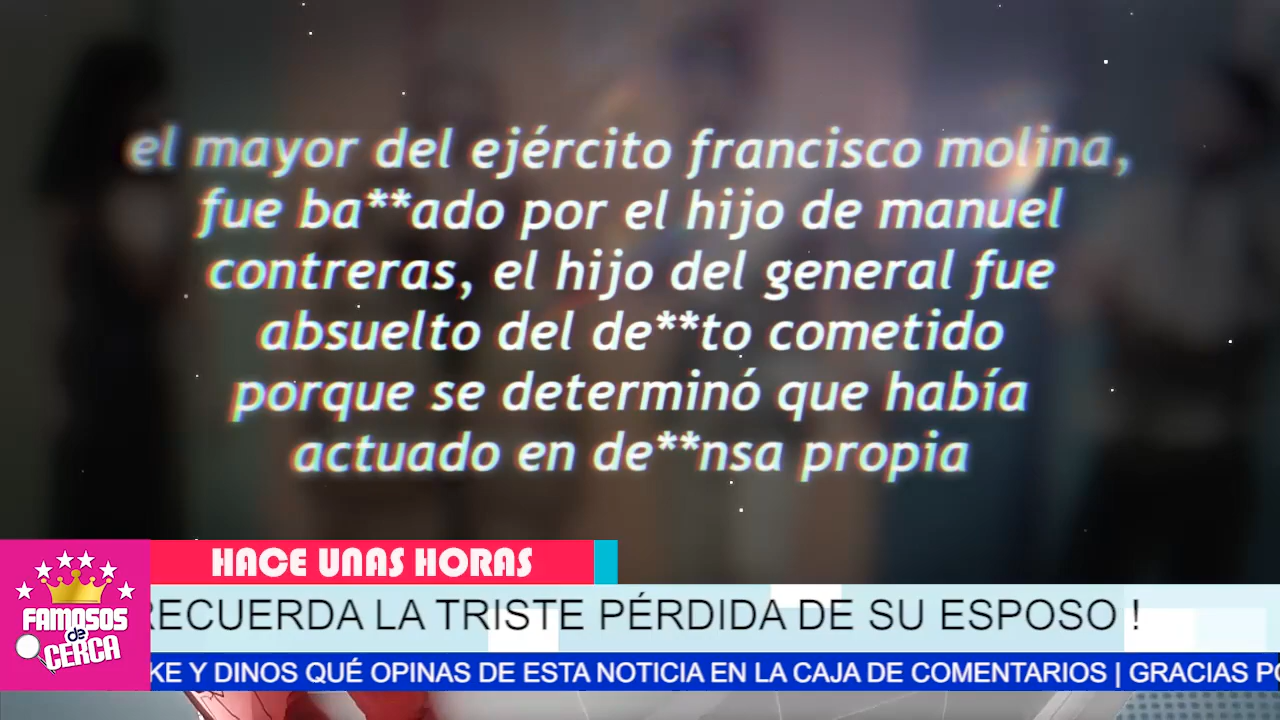 el mayor del ejército francisco molina,
fue ba**ado por el hijo de manuel
contreras, el hijo del general fue
absuelto del de**to cometido
porque se determinó que había
actuado en de**nsa propia
HACE UNAS HORAS
RECUERDA LA TRISTE PÉRDIDA DE SU ESPOSO !
FAMOSOS
de
CERCA
KE Y DINOS QUÉ OPINAS DE ESTA NOTICIA EN LA CAJA DE COMENTARIOS | GRACIAS PO